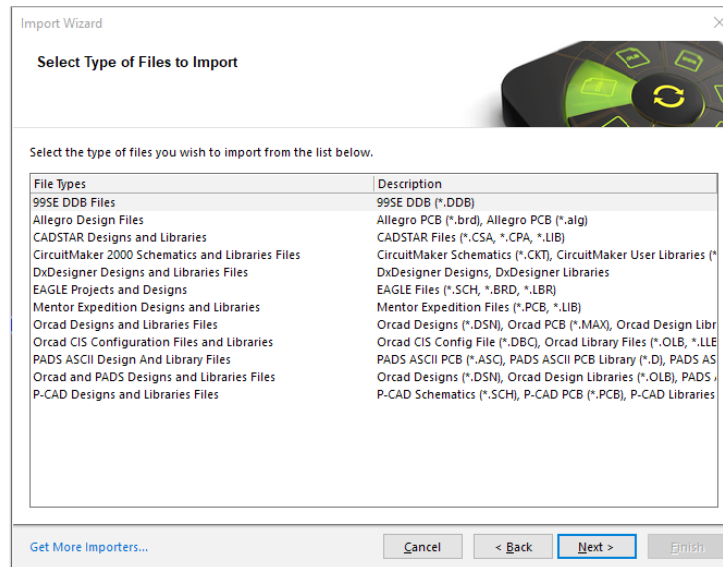 Import Wizard
Select Type of Files to Import
Select the type of files you wish to import from the list below.
File Types Description
99SE DDB Files 99SE DDB (*.DDB)
Allegro Design Files Allegro PCB (*.brd), Allegro PCB (*.alg)
CADSTAR Designs and Libraries CADSTAR Files (*.CSA, *.CPA, *.LIB)
CircuitMaker 2000 Schematics and Libraries Files CircuitMaker Schematics (*.CKT), CircuitMaker User Libraries (*
DxDesigner Designs and Libraries Files DxDesigner Designs, DxDesigner Libraries
EAGLE Projects and Designs EAGLE Files (*.SCH, *.BRD, *.LBR)
Mentor Expedition Designs and Libraries Mentor Expedition Files (*.PCB, *.LIB)
Orcad Designs and Libraries Files Orcad Designs (*.DSN), Orcad PCB (*.MAX), Orcad Design Libr
Orcad CIS Configuration Files and Libraries Orcad CIS Config File (*.DBC), Orcad Library Files (*.OLB, *.LLE
PADS ASCII Design And Library Files PADS ASCII PCB (*.ASC), PADS ASCII PCB Library (*.D), PADS AS
Orcad and PADS Designs and Libraries Files Orcad Designs (*.DSN), Orcad Design Libraries (*.OLB), PADS
P-CAD Designs and Libraries Files P-CAD Schematics (*.SCH), P-CAD PCB (*.PCB), P-CAD Libraries
Get More Importers... Cancel < Back Next > Finish